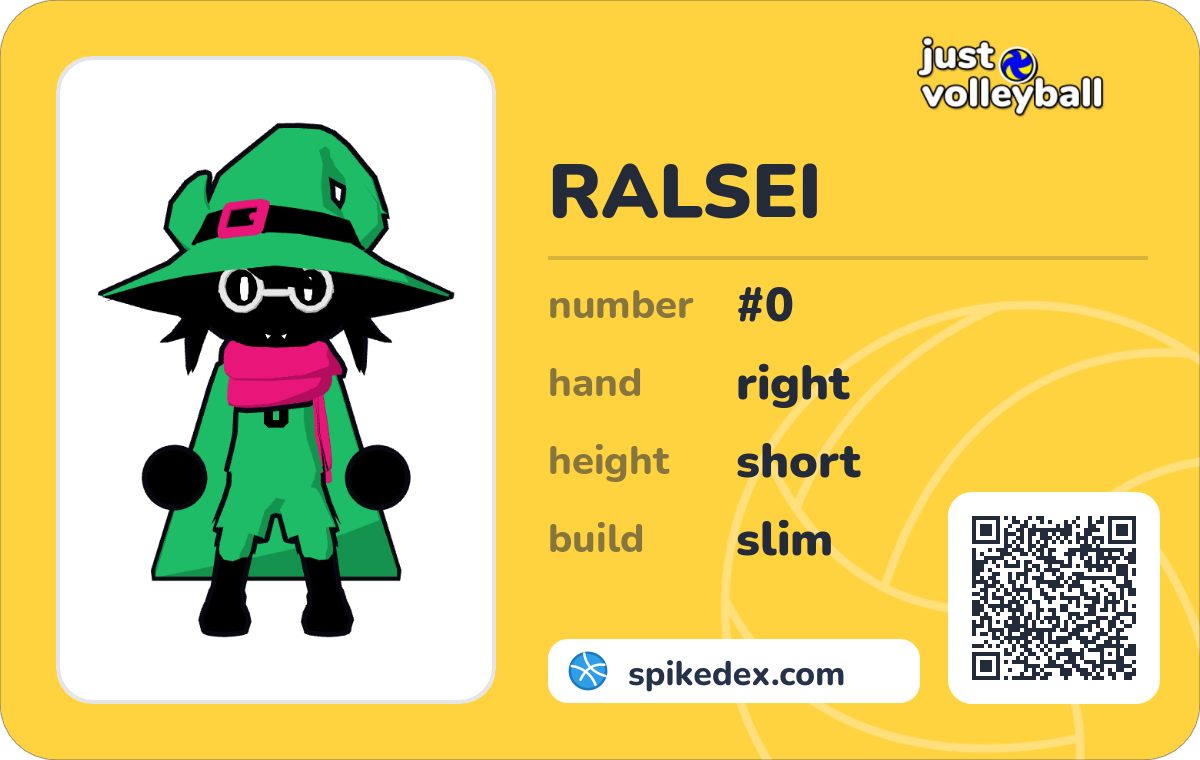 just
volleyball
RALSEI
number #0
hand right
height short
build slim
spikedex.com